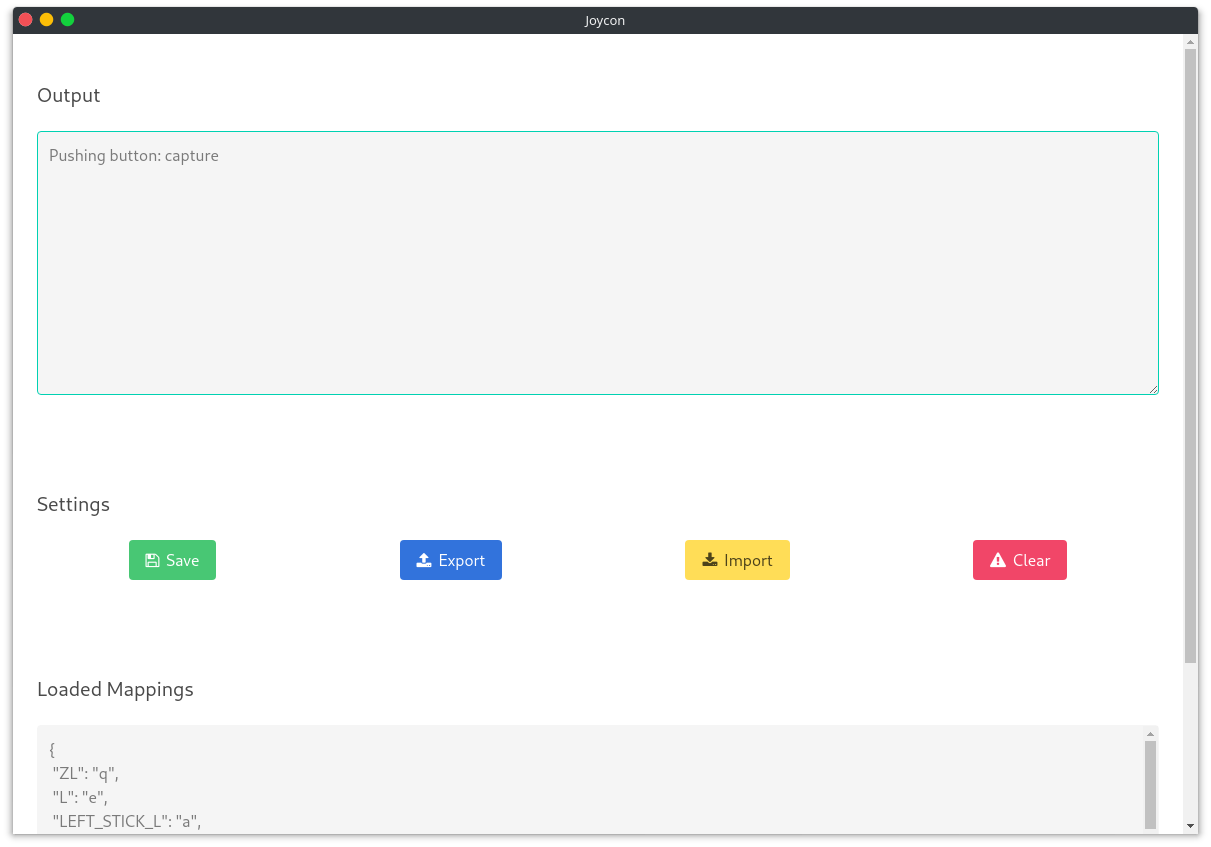 Joycon
Output
Pushing button: capture
Settings
Save
Export
Import
Clear
Loaded Mappings
{
"ZL": "q",
"L": "e",
"LEFT_STICK_L": "a",